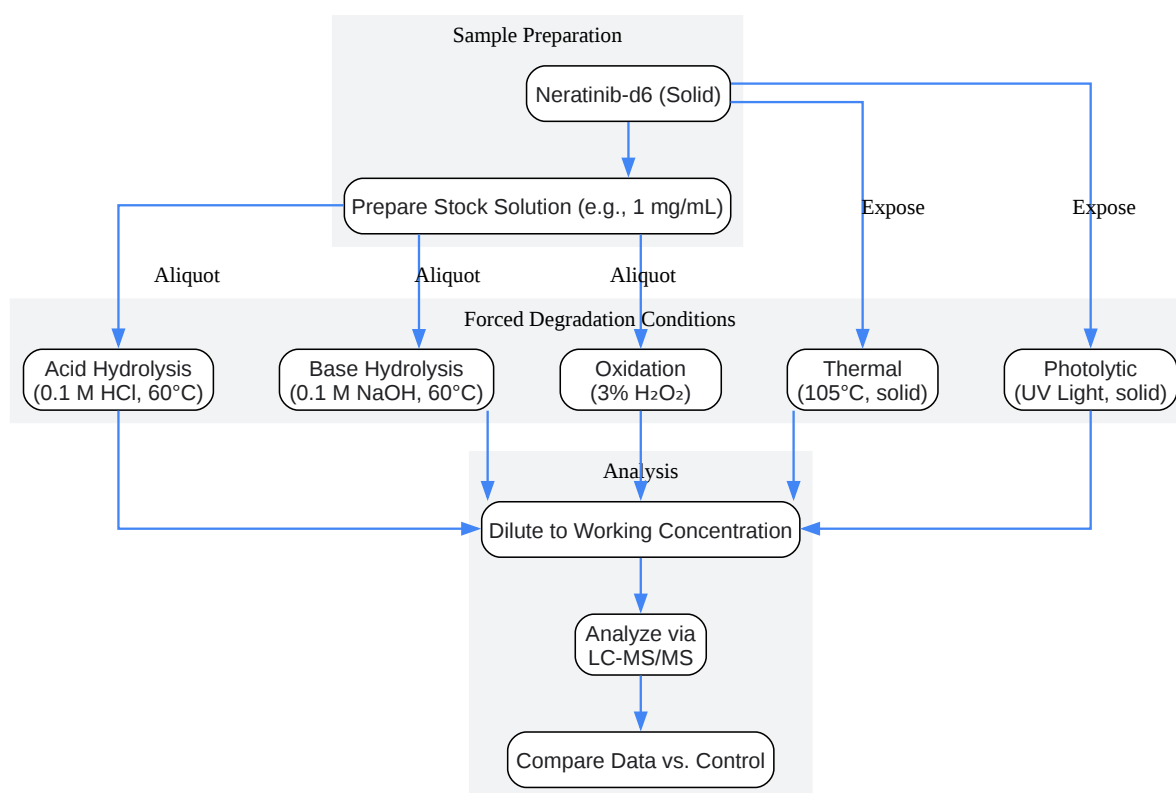 Sample Preparation
Neratinib-d6 (Solid)
Prepare Stock Solution (e.g., 1 mg/mL)
Expose
Expose
Aliquot
Aliquot
Aliquot
Forced Degradation Conditions
Acid Hydrolysis
(0.1 M HCl, 60°C)
Base Hydrolysis
(0.1 M NaOH, 60°C)
Oxidation
(3% H₂O₂)
Thermal
(105°C, solid)
Photolytic
(UV Light, solid)
Analysis
Dilute to Working Concentration
Analyze via
LC-MS/MS
Compare Data vs. Control